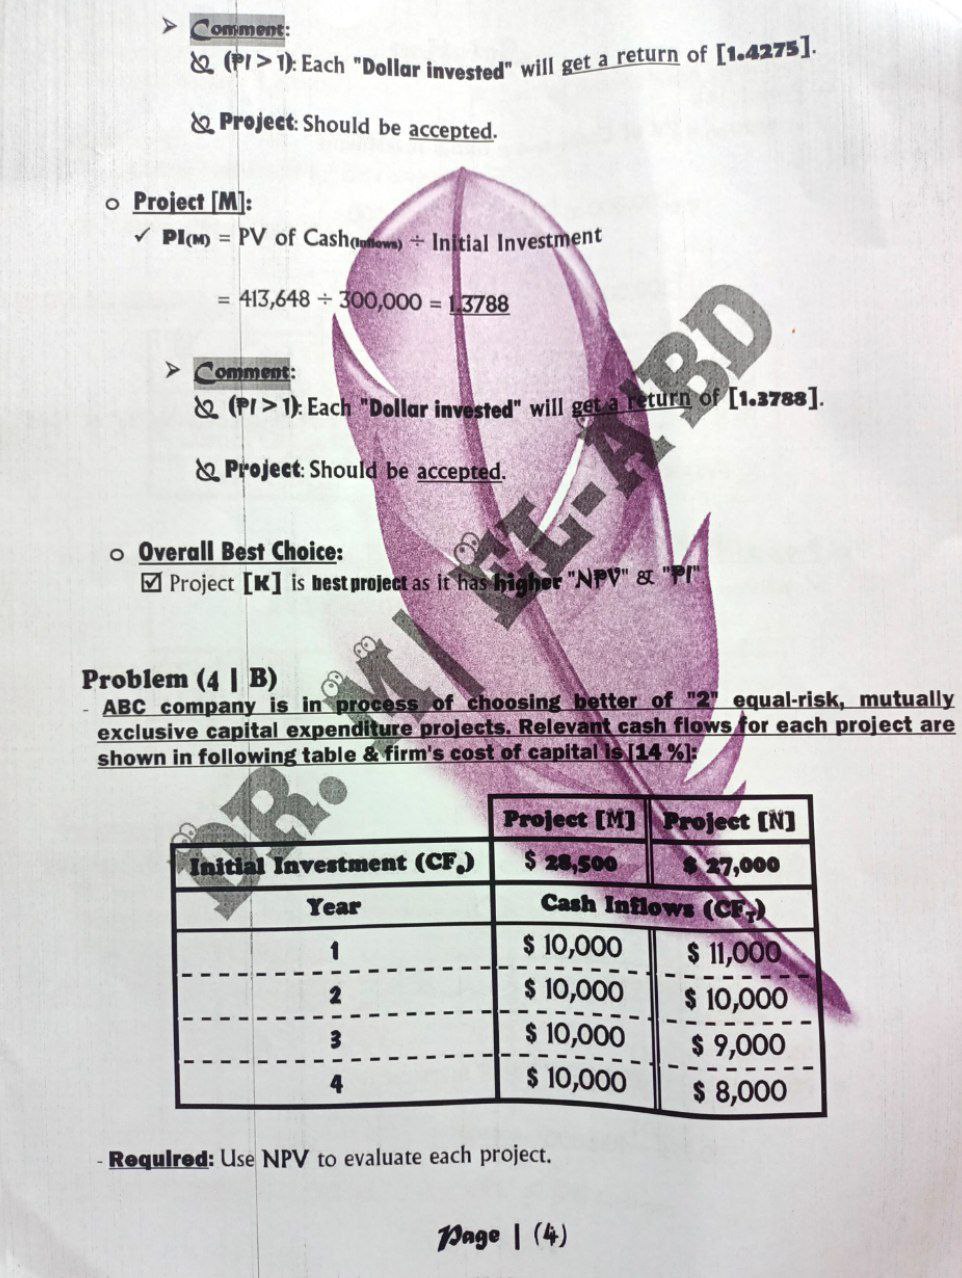 ➤ Comment:
(PI > 1): Each "Dollar invested" will get a return of [1.4275].
Project: Should be accepted.
o Project [M]:
✓ PI(M) = PV of Cash(Inflows) ÷ Initial Investment
= 413,648 ÷ 300,000 = 1.3788
➤ Comment:
(PI > 1): Each "Dollar invested" will get a return of [1.3788].
Project: Should be accepted.
o Overall Best Choice:
☑ Project [K] is best project as it has higher "NPV" & "PI"
DR. M/ EL-ABD
Problem (4 | B)
- ABC company is in process of choosing better of "2" equal-risk, mutually
exclusive capital expenditure projects. Relevant cash flows for each project are
shown in following table & firm's cost of capital is [14 %]:
Project [M] Project [N]
Initial Investment (CF₀) $ 28,500 $ 27,000
Year Cash Inflows (CFT)
1 $ 10,000 $ 11,000
2 $ 10,000 $ 10,000
3 $ 10,000 $ 9,000
4 $ 10,000 $ 8,000
- Required: Use NPV to evaluate each project.
Page | (4)